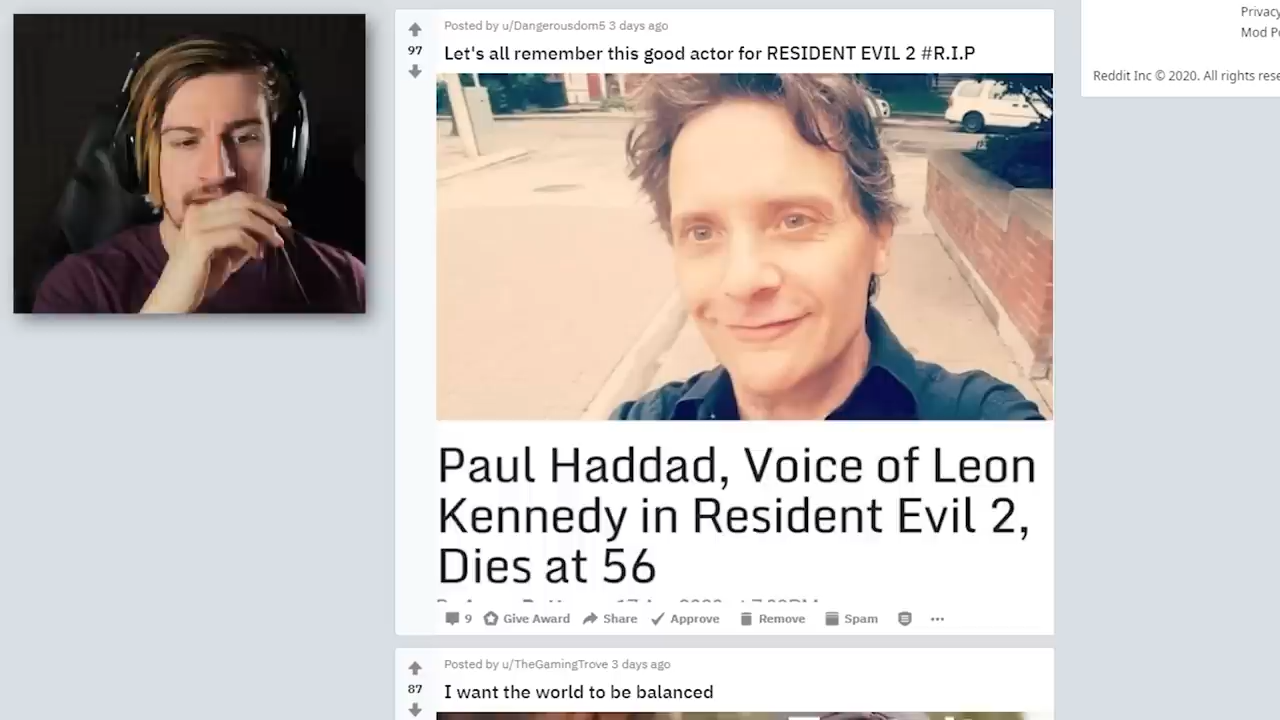 Privacy
Mod Po
Reddit Inc © 2020. All rights rese
Posted by u/Dangerousdom5 3 days ago
97
Let's all remember this good actor for RESIDENT EVIL 2 #R.I.P
Paul Haddad, Voice of Leon
Kennedy in Resident Evil 2,
Dies at 56
9 Give Award Share Approve Remove Spam
Posted by u/TheGamingTrove 3 days ago
87
I want the world to be balanced